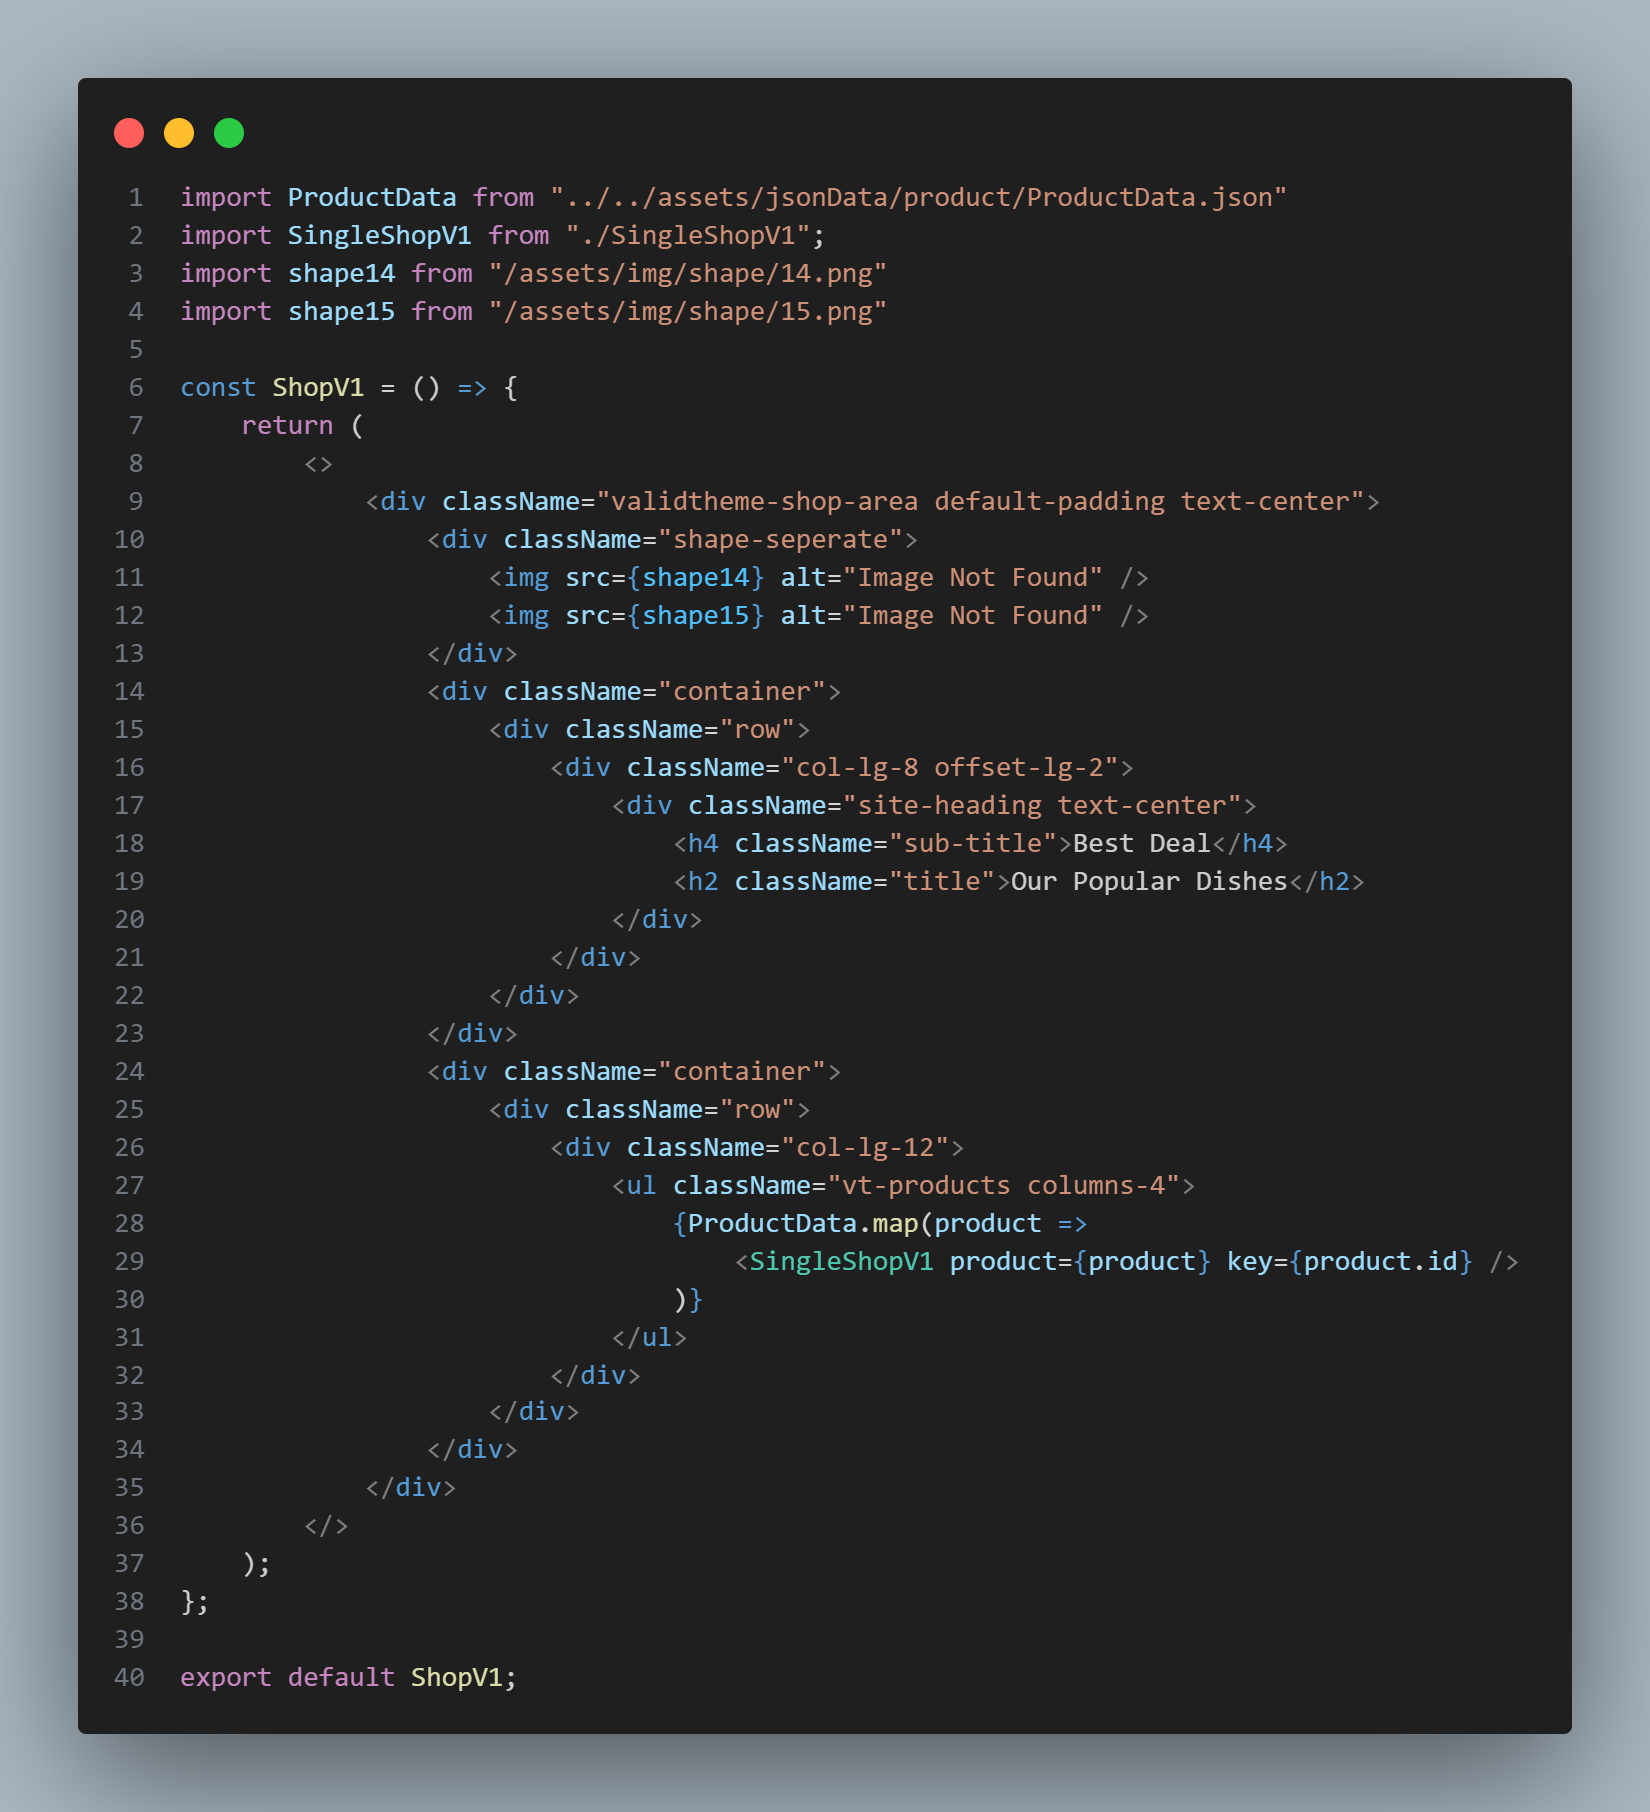 1 import ProductData from "../../assets/jsonData/product/ProductData.json"
2 import SingleShopV1 from "./SingleShopV1";
3 import shape14 from "/assets/img/shape/14.png"
4 import shape15 from "/assets/img/shape/15.png"
5
6 const ShopV1 = () => {
7     return (
8         <>
9             <div className="validtheme-shop-area default-padding text-center">
10                 <div className="shape-seperate">
11                     <img src={shape14} alt="Image Not Found" />
12                     <img src={shape15} alt="Image Not Found" />
13                 </div>
14                 <div className="container">
15                     <div className="row">
16                         <div className="col-lg-8 offset-lg-2">
17                             <div className="site-heading text-center">
18                                 <h4 className="sub-title">Best Deal</h4>
19                                 <h2 className="title">Our Popular Dishes</h2>
20                             </div>
21                         </div>
22                     </div>
23                 </div>
24                 <div className="container">
25                     <div className="row">
26                         <div className="col-lg-12">
27                             <ul className="vt-products columns-4">
28                                 {ProductData.map(product =>
29                                     <SingleShopV1 product={product} key={product.id} />
30                                 )}
31                             </ul>
32                         </div>
33                     </div>
34                 </div>
35             </div>
36         </>
37     );
38 };
39
40 export default ShopV1;